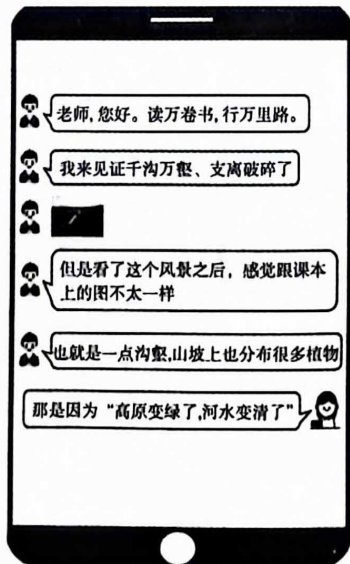 老师,您好。读万卷书,行万里路。
我来见证千沟万壑、支离破碎了
但是看了这个风景之后，感觉跟课本
上的图不太一样
也就是一点沟壑,山坡上也分布很多植物
那是因为“高原变绿了,河水变清了”